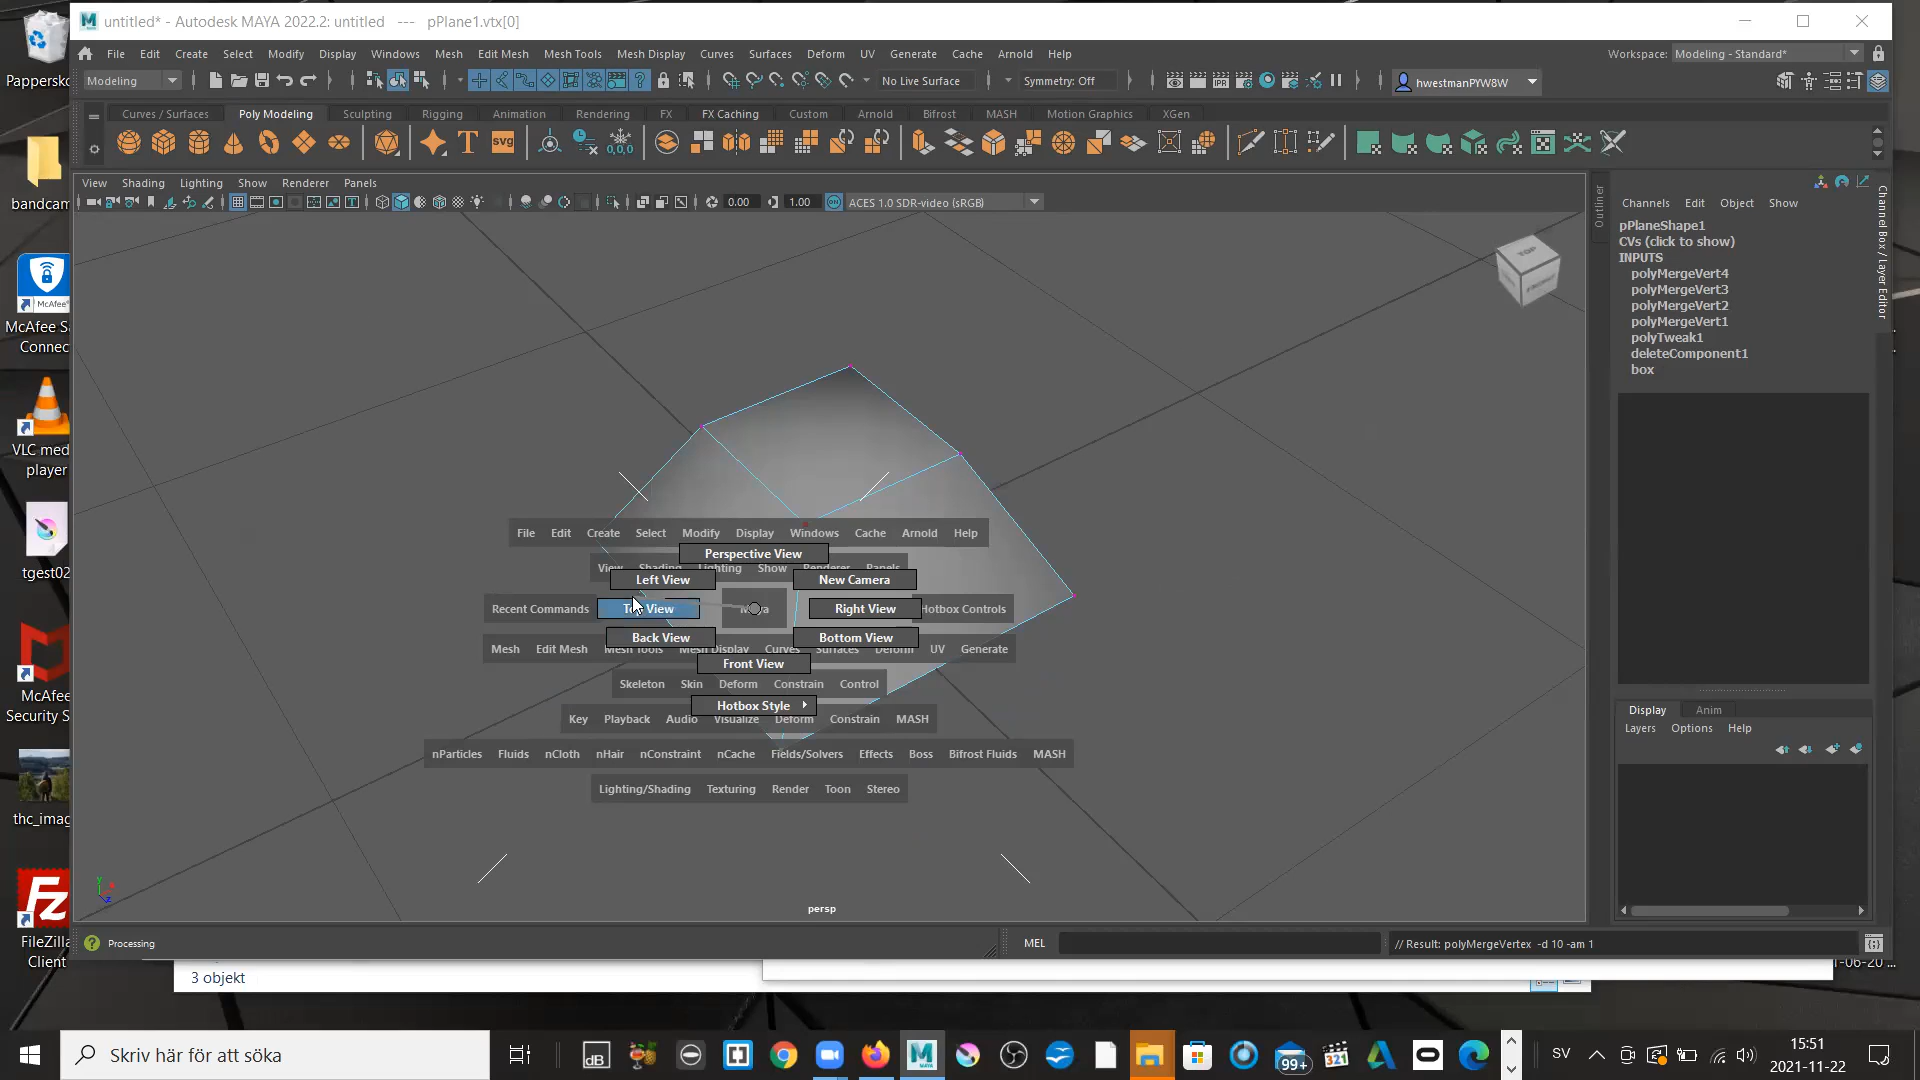 untitled* - Autodesk MAYA 2022.2: untitled --- pPlane1.vtx[0]
File Edit Create Select Modify Display Windows Mesh Edit Mesh Mesh Tools Mesh Display Curves Surfaces Deform UV Generate Cache Arnold Help
Workspace: Modeling - Standard*
Modeling
No Live Surface
Symmetry: Off
hwestmanPYW8W
Curves / Surfaces Poly Modeling Sculpting Rigging Animation Rendering FX FX Caching Custom Arnold Bifrost MASH Motion Graphics XGen
View Shading Lighting Show Renderer Panels
0.00 1.00 ACES 1.0 SDR-video (sRGB)
Outliner
Channels Edit Object Show
pPlaneShape1
CVs (click to show)
INPUTS
polyMergeVert4
polyMergeVert3
polyMergeVert2
polyMergeVert1
polyTweak1
deleteComponent1
box
Channel Box / Layer Editor
Display Anim
Layers Options Help
TOP
FRONT
File Edit Create Select Modify Display Windows Cache Arnold Help
Perspective View
View Shading Lighting Show Renderer Panels
Left View New Camera
Recent Commands Right View Hotbox Controls
Back View Bottom View
Mesh Edit Mesh Mesh Tools Mesh Display Curves Surfaces Deform UV Generate
Front View
Skeleton Skin Deform Constrain Control
Hotbox Style
Key Playback Audio Visualize Deform Constrain MASH
nParticles Fluids nCloth nHair nConstraint nCache Fields/Solvers Effects Boss Bifrost Fluids MASH
Lighting/Shading Texturing Render Toon Stereo
persp
Processing
MEL
// Result: polyMergeVertex -d 10 -am 1
3 objekt
1-06-20 ...
Pappersko
bandcam
McAfee
McAfee Sa
Connec
VLC med
player
tgest02
McAfee
Security S
thc_imag
FileZilla
Client
Skriv här för att söka
dB
MAYA
99+
321
SV
15:51
2021-11-22